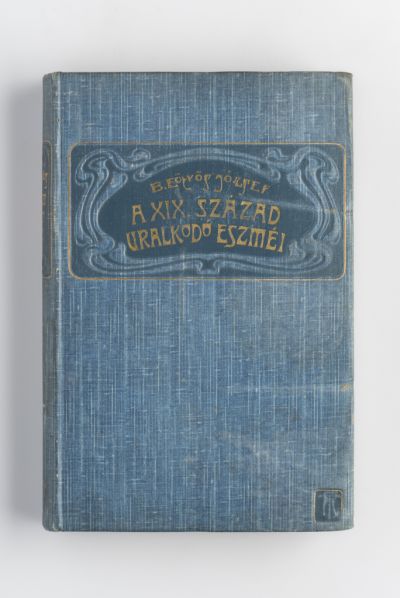 B. EÖTVÖS JÓZSEF
A XIX. SZÁZAD
URALKODÓ ESZMÉI